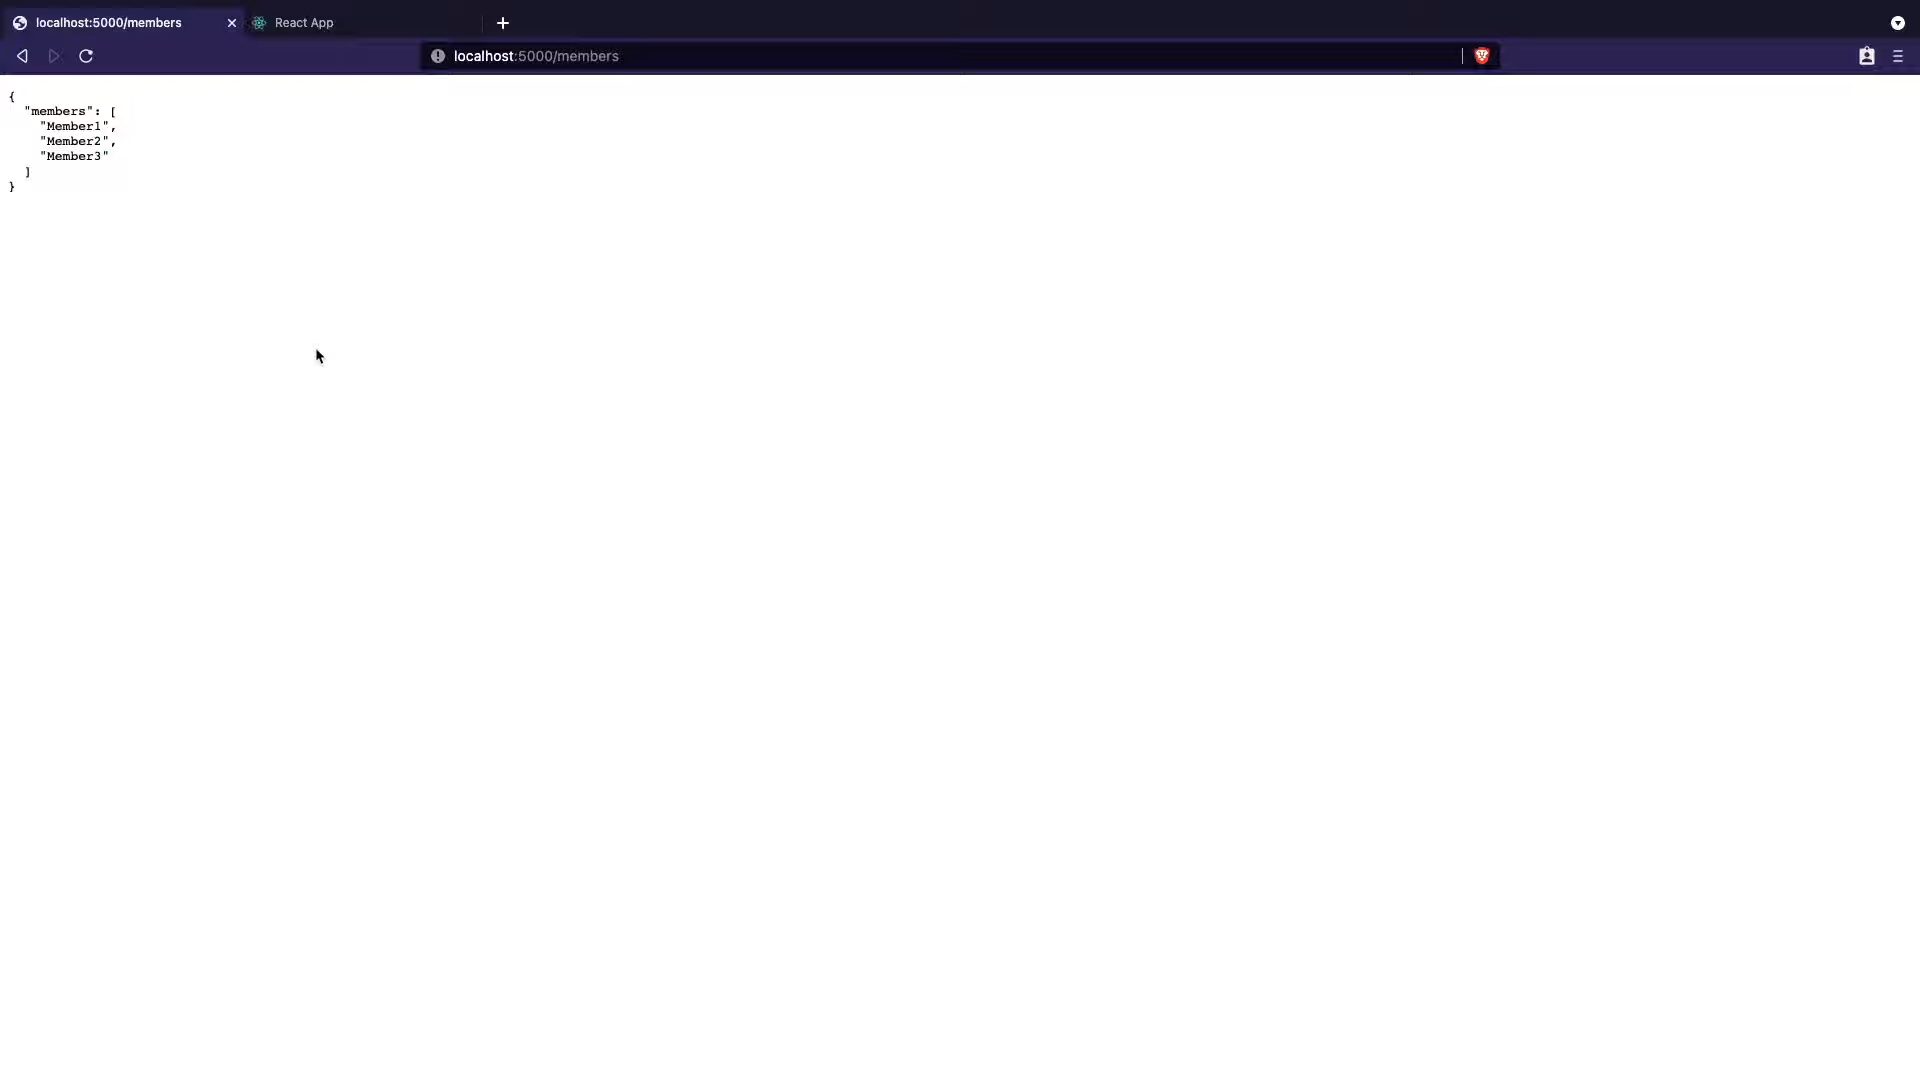 localhost:5000/members
React App
localhost:5000/members
{
  "members": [
    "Member1",
    "Member2",
    "Member3"
  ]
}